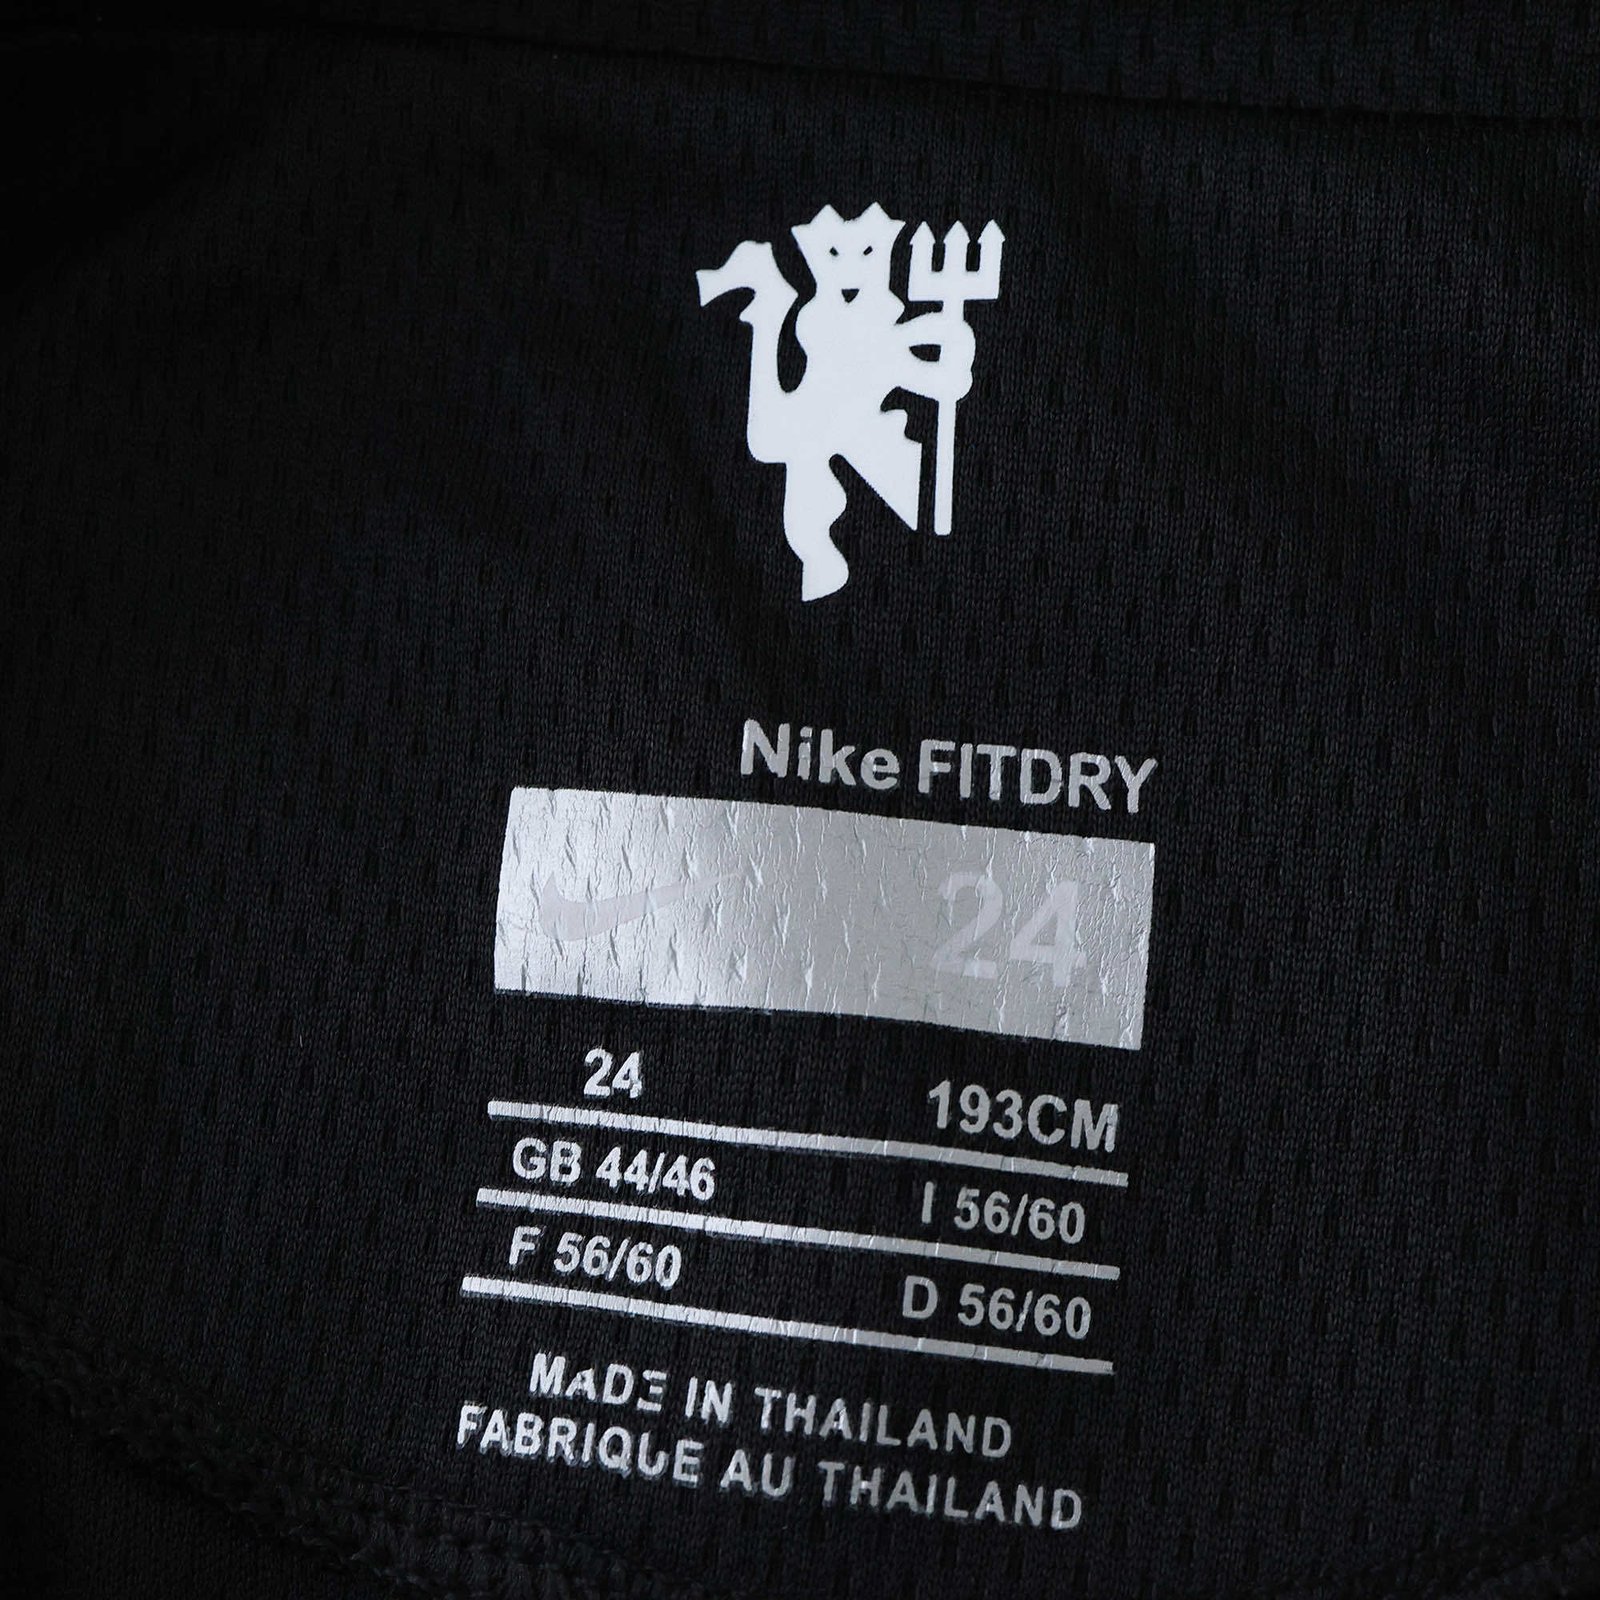 Nike FITDRY
24
24 193CM
GB 44/46 I 56/60
F 56/60 D 56/60
MADE IN THAILAND
FABRIQUE AU THAILAND